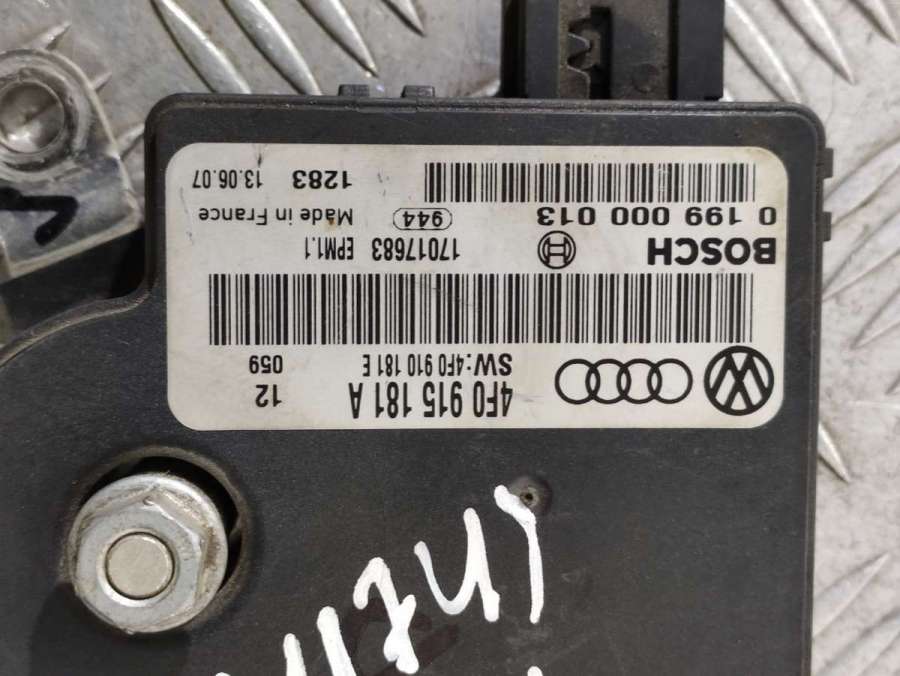 4F0 915 181 A 12
SW:4F0 910 181 E 059
BOSCH 17017683 EPM1.1
0 199 000 013 944 Made in France
1283 13.06.07